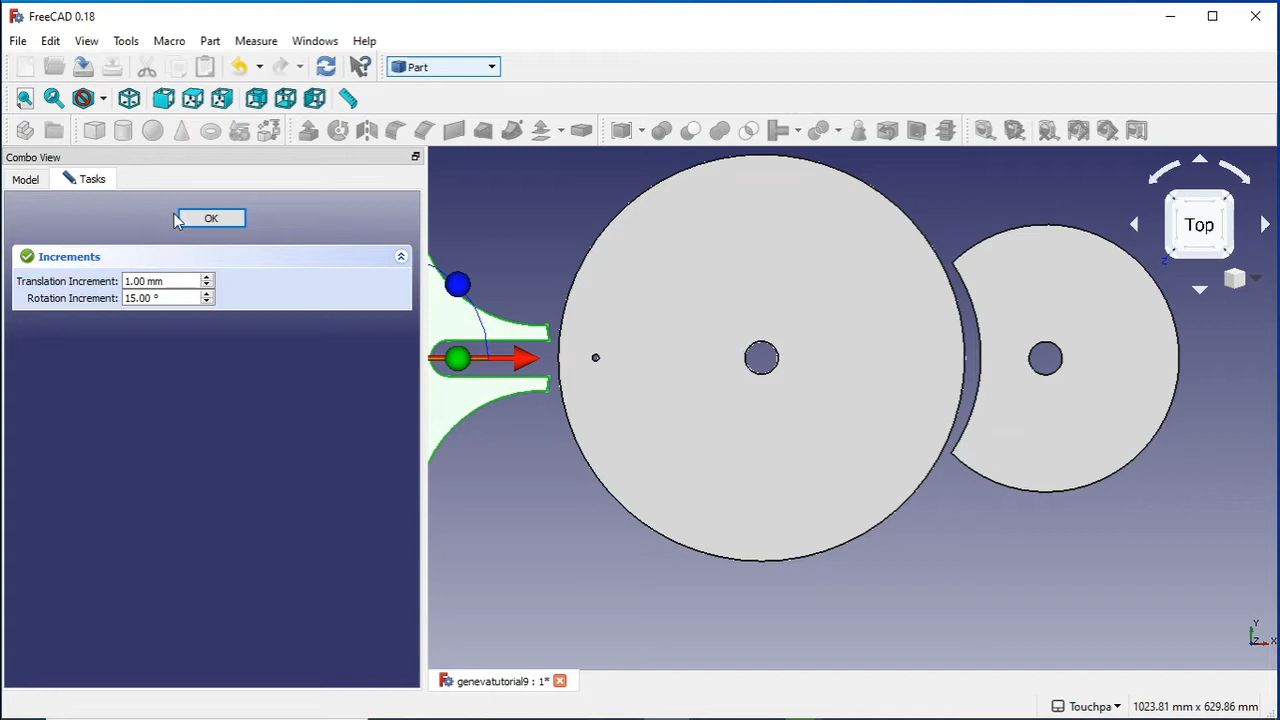 FreeCAD 0.18
File Edit View Tools Macro Part Measure Windows Help
Part
Combo View
Model Tasks
OK
Increments
Translation Increment: 1.00 mm
Rotation Increment: 15.00 °
Top
Y
Z X
genevatutorial9 : 1*
Touchpa 1023.81 mm x 629.86 mm